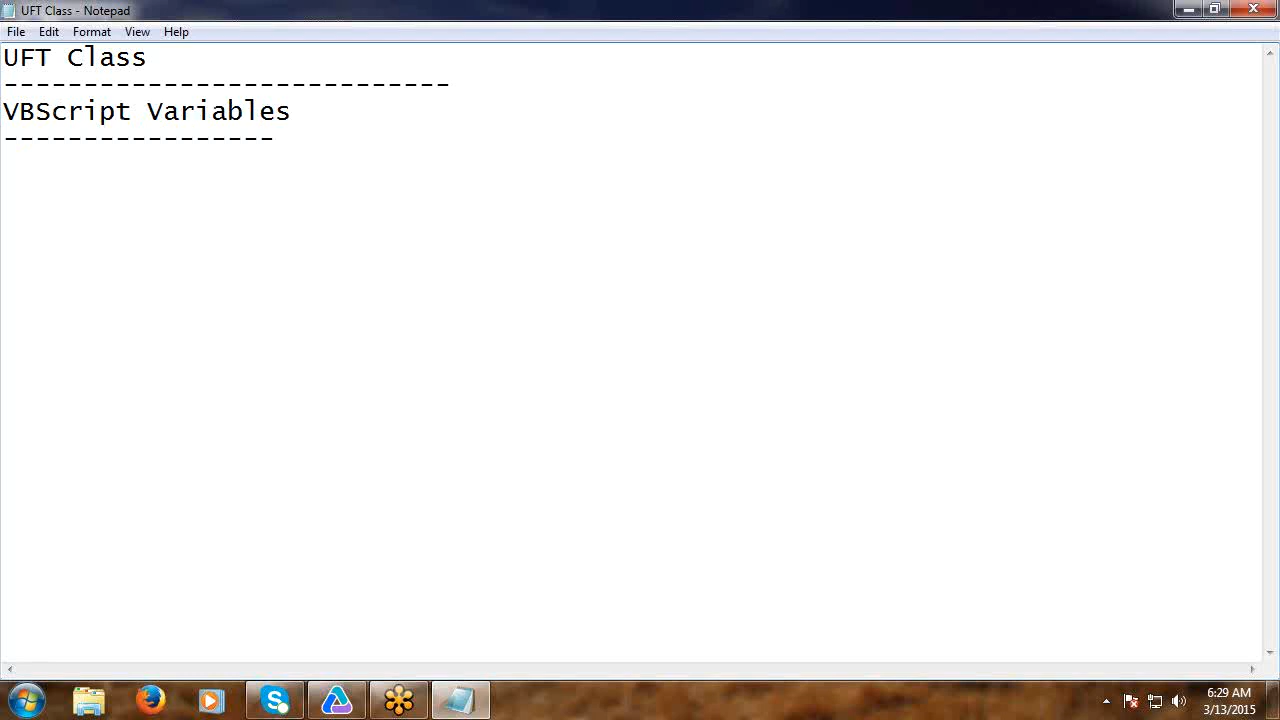 UFT Class - Notepad
File Edit Format View Help
UFT Class
----------------------------
VBScript Variables
-----------------
6:29 AM
3/13/2015